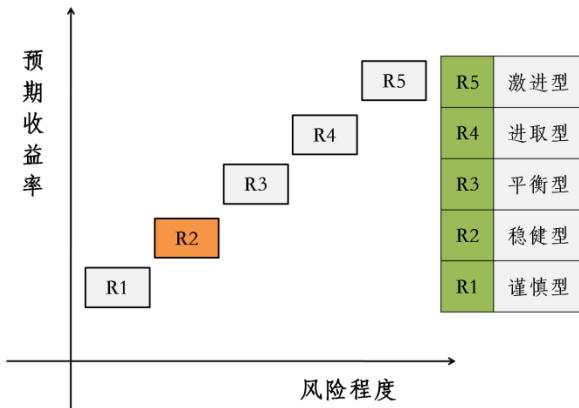 预期收益率
R5
R4
R3
R2
R1
风险程度
R5 激进型
R4 进取型
R3 平衡型
R2 稳健型
R1 谨慎型